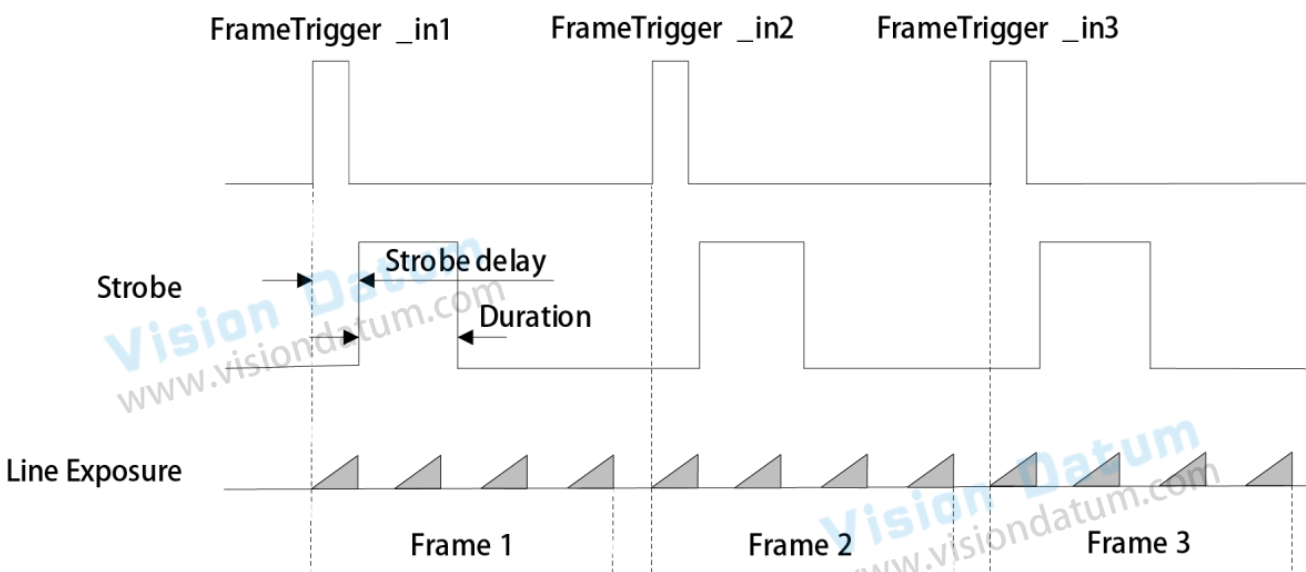 FrameTrigger _in1
FrameTrigger _in2
FrameTrigger _in3
Strobe
Strobe delay
Duration
Vision Datum
www.visiondatum.com
Line Exposure
Frame 1
Frame 2
Frame 3
Vision Datum
www.visiondatum.com